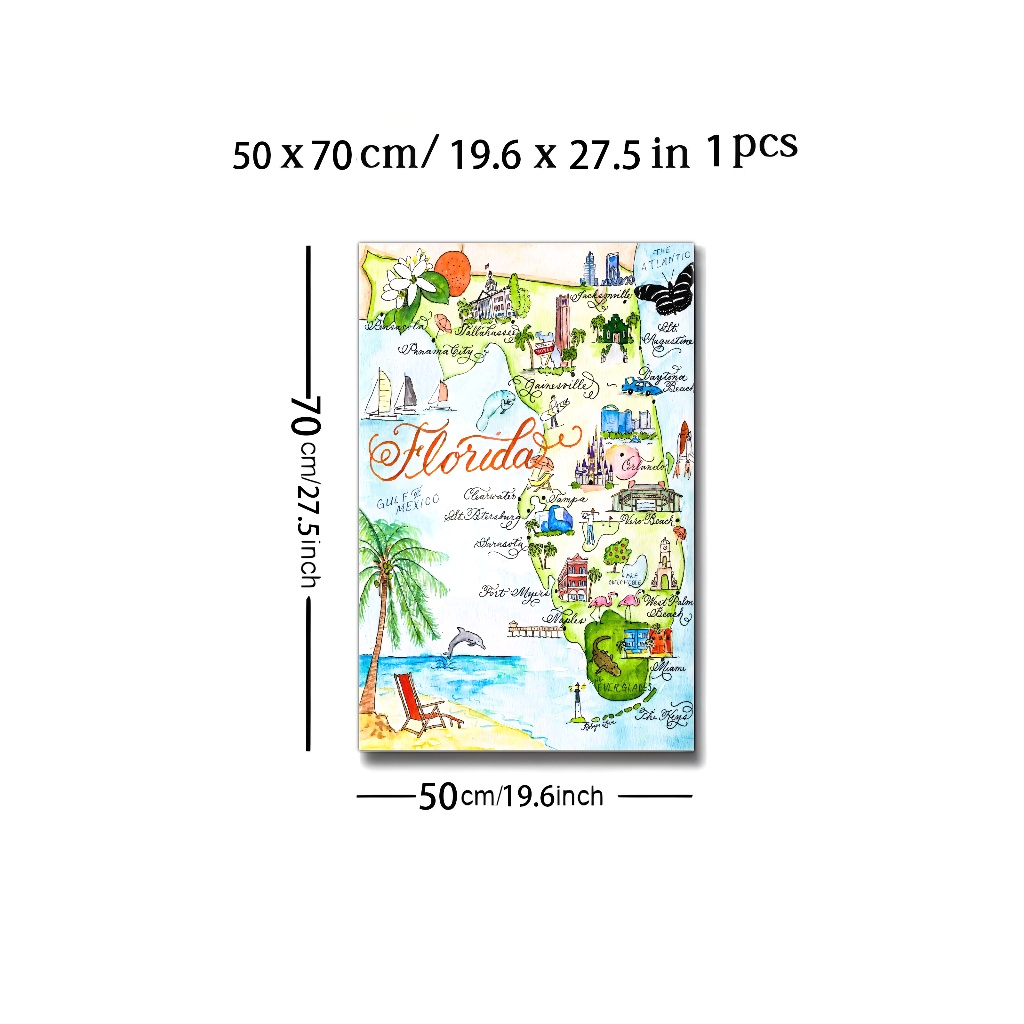 50 x 70 cm/ 19.6 x 27.5 in 1 pcs
70 cm/27.5 inch
THE
ATLANTIC
Jacksonville
Pensacola
Tallahassee
St.
Augustine
Panama City
Gainesville
Daytona
Beach
Florida
Orlando
GULF OF
MEXICO
Clearwater
Tampa
St. Petersburg
Vero Beach
Sarasota
Fort Myers
West Palm
Beach
Naples
Miami
EVERGLADES
The Keys
50 cm/19.6 inch